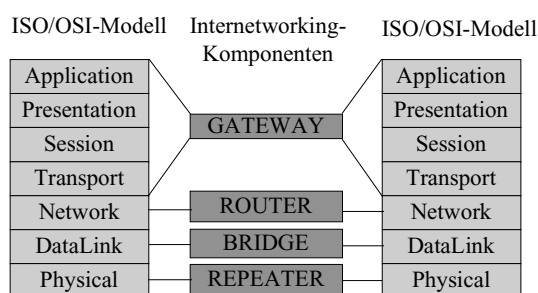 ISO/OSI-Modell
Internetworking-
Komponenten
ISO/OSI-Modell
Application
Presentation
Session
Transport
Network
DataLink
Physical
GATEWAY
ROUTER
BRIDGE
REPEATER
Application
Presentation
Session
Transport
Network
DataLink
Physical